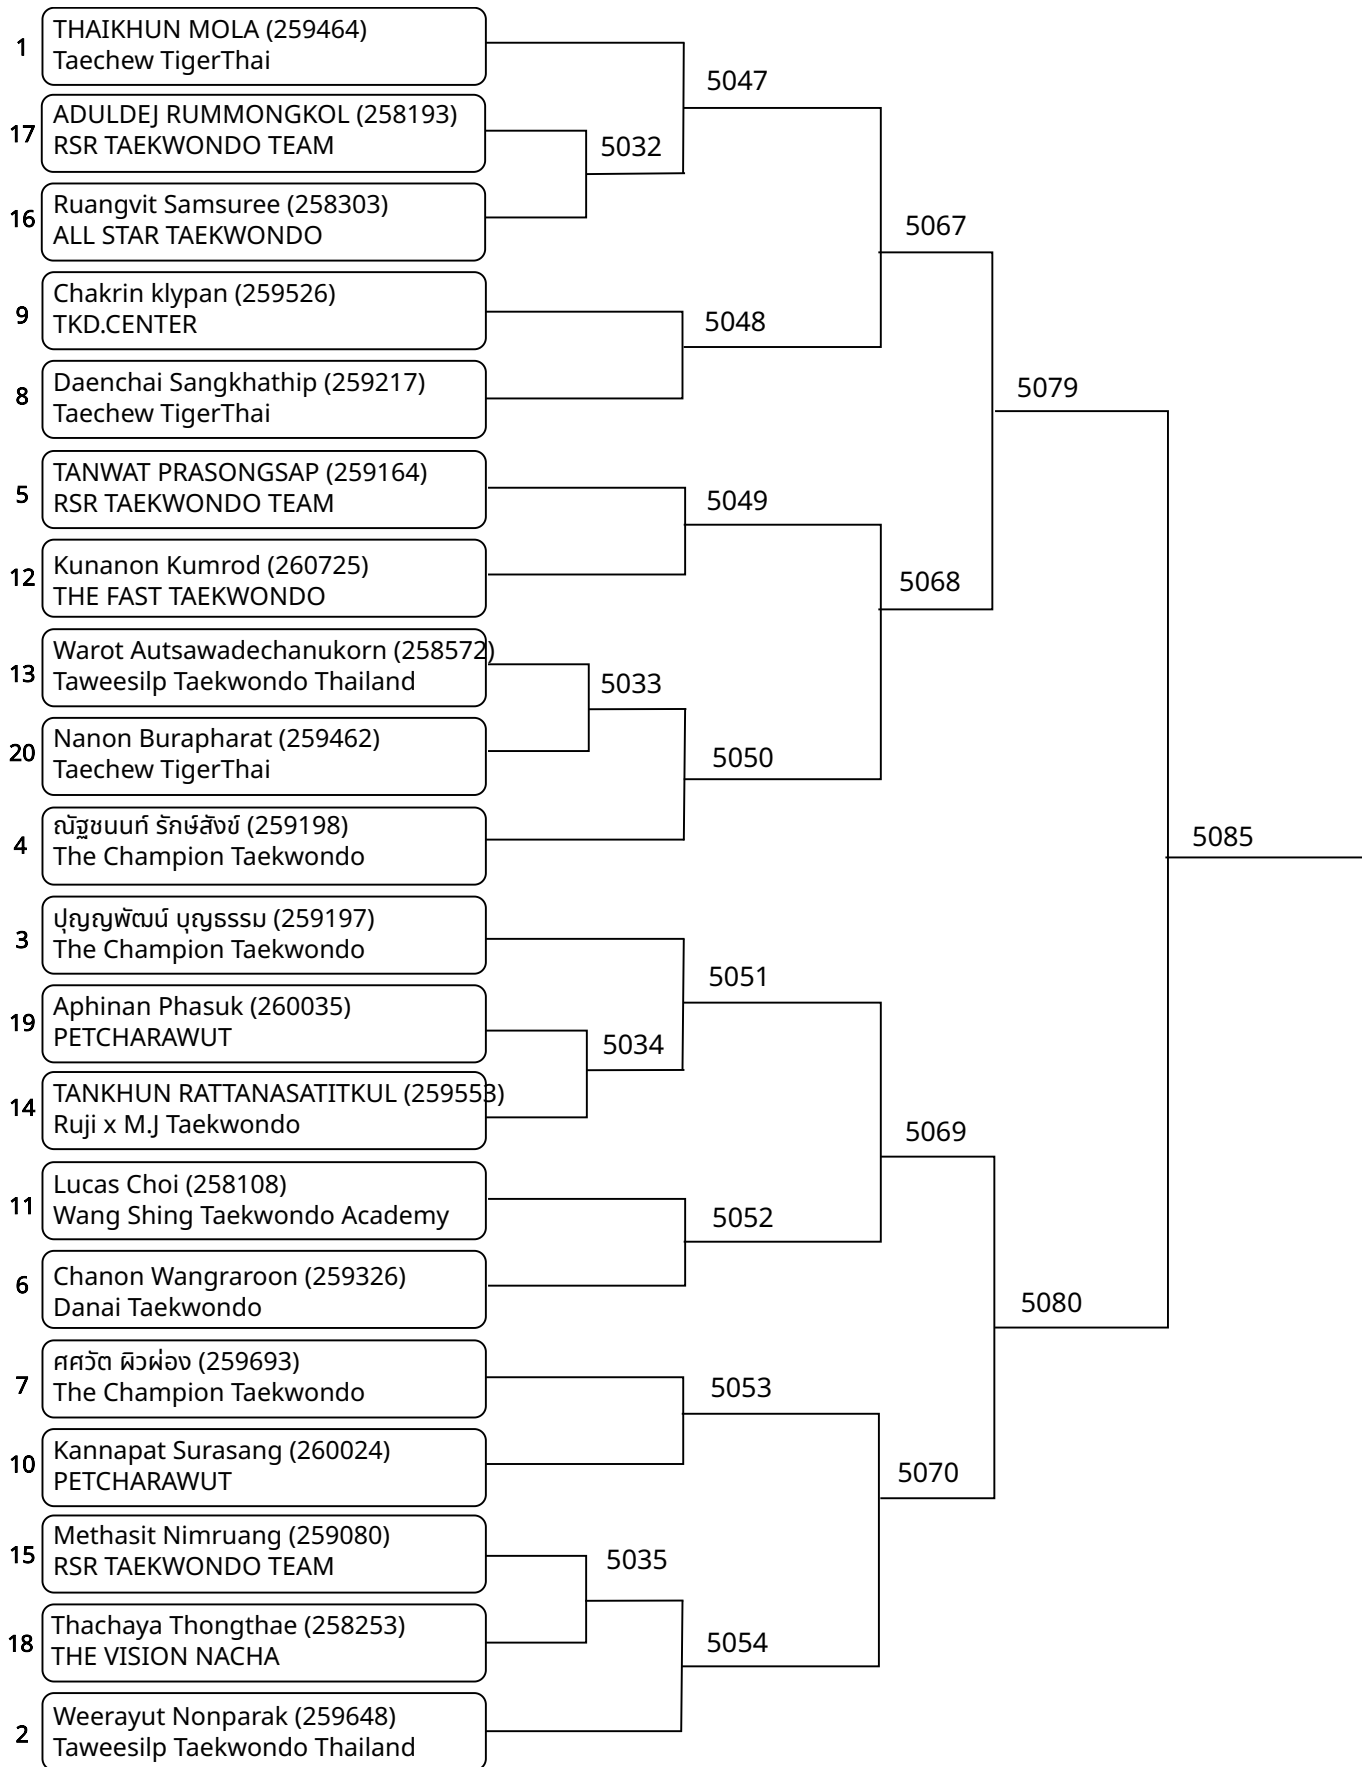 1
THAIKHUN MOLA (259464)
Taechew TigerThai
5047
17
ADULDEJ RUMMONGKOL (258193)
RSR TAEKWONDO TEAM
5032
16
Ruangvit Samsuree (258303)
ALL STAR TAEKWONDO
5067
9
Chakrin klypan (259526)
TKD.CENTER
5048
8
Daenchai Sangkhathip (259217)
Taechew TigerThai
5079
5
TANWAT PRASONGSAP (259164)
RSR TAEKWONDO TEAM
5049
12
Kunanon Kumrod (260725)
THE FAST TAEKWONDO
5068
13
Warot Autsawadechanukorn (258572)
Taweesilp Taekwondo Thailand
5033
20
Nanon Burapharat (259462)
Taechew TigerThai
5050
4
ณัฐชนนท์ รักษ์สังข์ (259198)
The Champion Taekwondo
5085
3
ปุญญพัฒน์ บุญธรรม (259197)
The Champion Taekwondo
5051
19
Aphinan Phasuk (260035)
PETCHARAWUT
5034
14
TANKHUN RATTANASATITKUL (259553)
Ruji x M.J Taekwondo
5069
11
Lucas Choi (258108)
Wang Shing Taekwondo Academy
5052
6
Chanon Wangraroon (259326)
Danai Taekwondo
5080
7
ศศวัต ผิวผ่อง (259693)
The Champion Taekwondo
5053
10
Kannapat Surasang (260024)
PETCHARAWUT
5070
15
Methasit Nimruang (259080)
RSR TAEKWONDO TEAM
5035
18
Thachaya Thongthae (258253)
THE VISION NACHA
5054
2
Weerayut Nonparak (259648)
Taweesilp Taekwondo Thailand